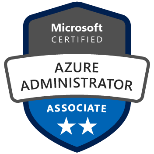 Microsoft
CERTIFIED
AZURE
ADMINISTRATOR
ASSOCIATE